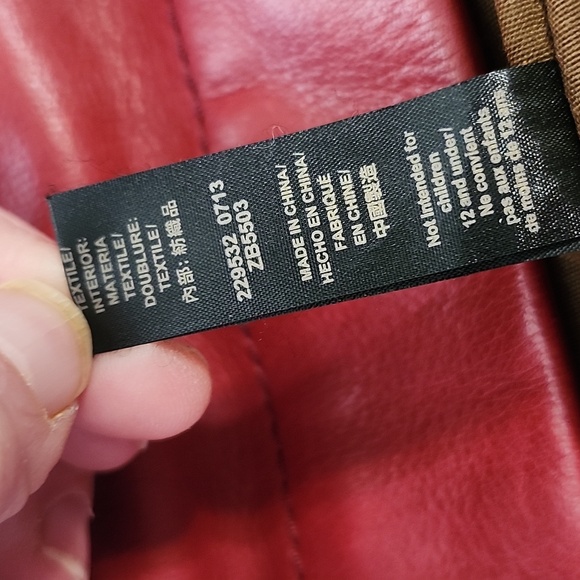 TEXTILE/
INTERIOR:
MATERIA
TEXTILE/
DOUBLURE:
TEXTILE/
內部: 紡織品
229532 0713
ZB5503
MADE IN CHINA/
HECHO EN CHINA/
FABRIQUÉ
EN CHINE/
中國製造
Not Intended for
children
12 and under/
Ne convient
pas aux enfants
de moins de 12 ans.